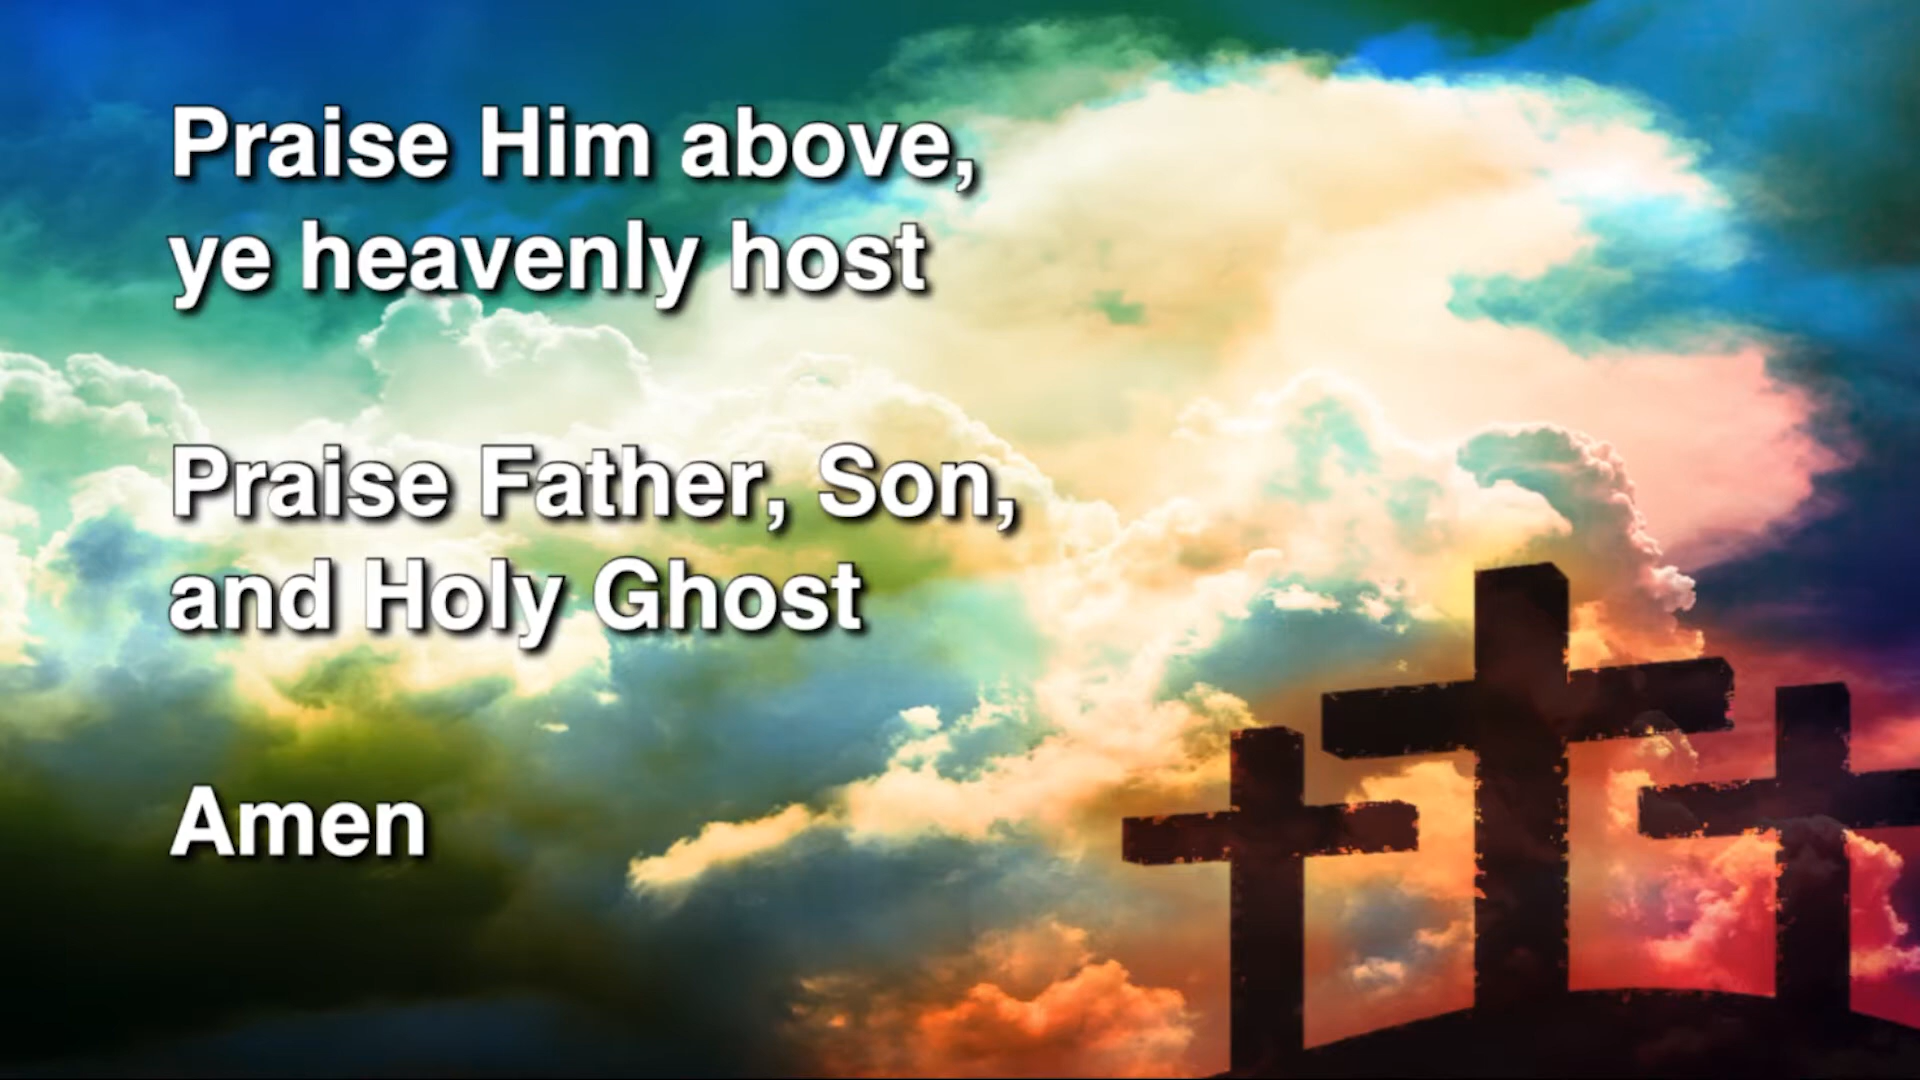 Praise Him above,
ye heavenly host
Praise Father, Son,
and Holy Ghost
Amen